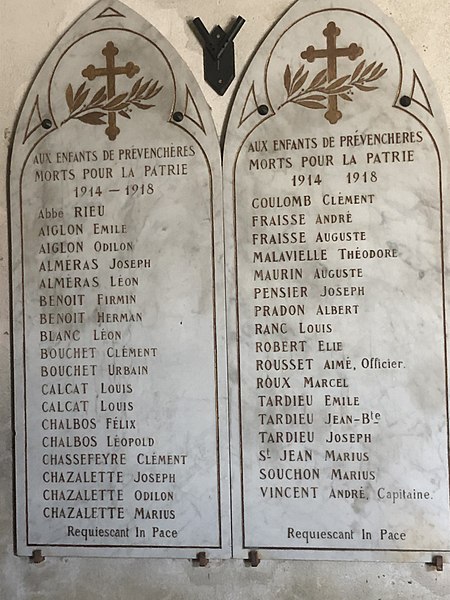 AUX ENFANTS DE PRÉVENCHÈRES
MORTS POUR LA PATRIE
1914 – 1918
Abbé RIEU
AIGLON EMILE
AIGLON ODILON
ALMÉRAS JOSEPH
ALMÉRAS LÉON
BENOIT FIRMIN
BENOIT HERMAN
BLANC LÉON
BOUCHET CLÉMENT
BOUCHET URBAIN
CALCAT LOUIS
CALCAT LOUIS
CHALBOS FÉLIX
CHALBOS LÉOPOLD
CHASSEFEYRE CLÉMENT
CHAZALETTE JOSEPH
CHAZALETTE ODILON
CHAZALETTE MARIUS
Requiescant In Pace
AUX ENFANTS DE PRÉVENCHÈRES
MORTS POUR LA PATRIE
1914 1918
COULOMB CLÉMENT
FRAISSE ANDRÉ
FRAISSE AUGUSTE
MALAVIELLE THÉODORE
MAURIN AUGUSTE
PENSIER JOSEPH
PRADON ALBERT
RANC LOUIS
ROBERT ELIE
ROUSSET AIMÉ, Officier.
ROUX MARCEL
TARDIEU EMILE
TARDIEU JEAN-Bte
TARDIEU JOSEPH
St JEAN MARIUS
SOUCHON MARIUS
VINCENT ANDRÉ, Capitaine.
Requiescant In Pace